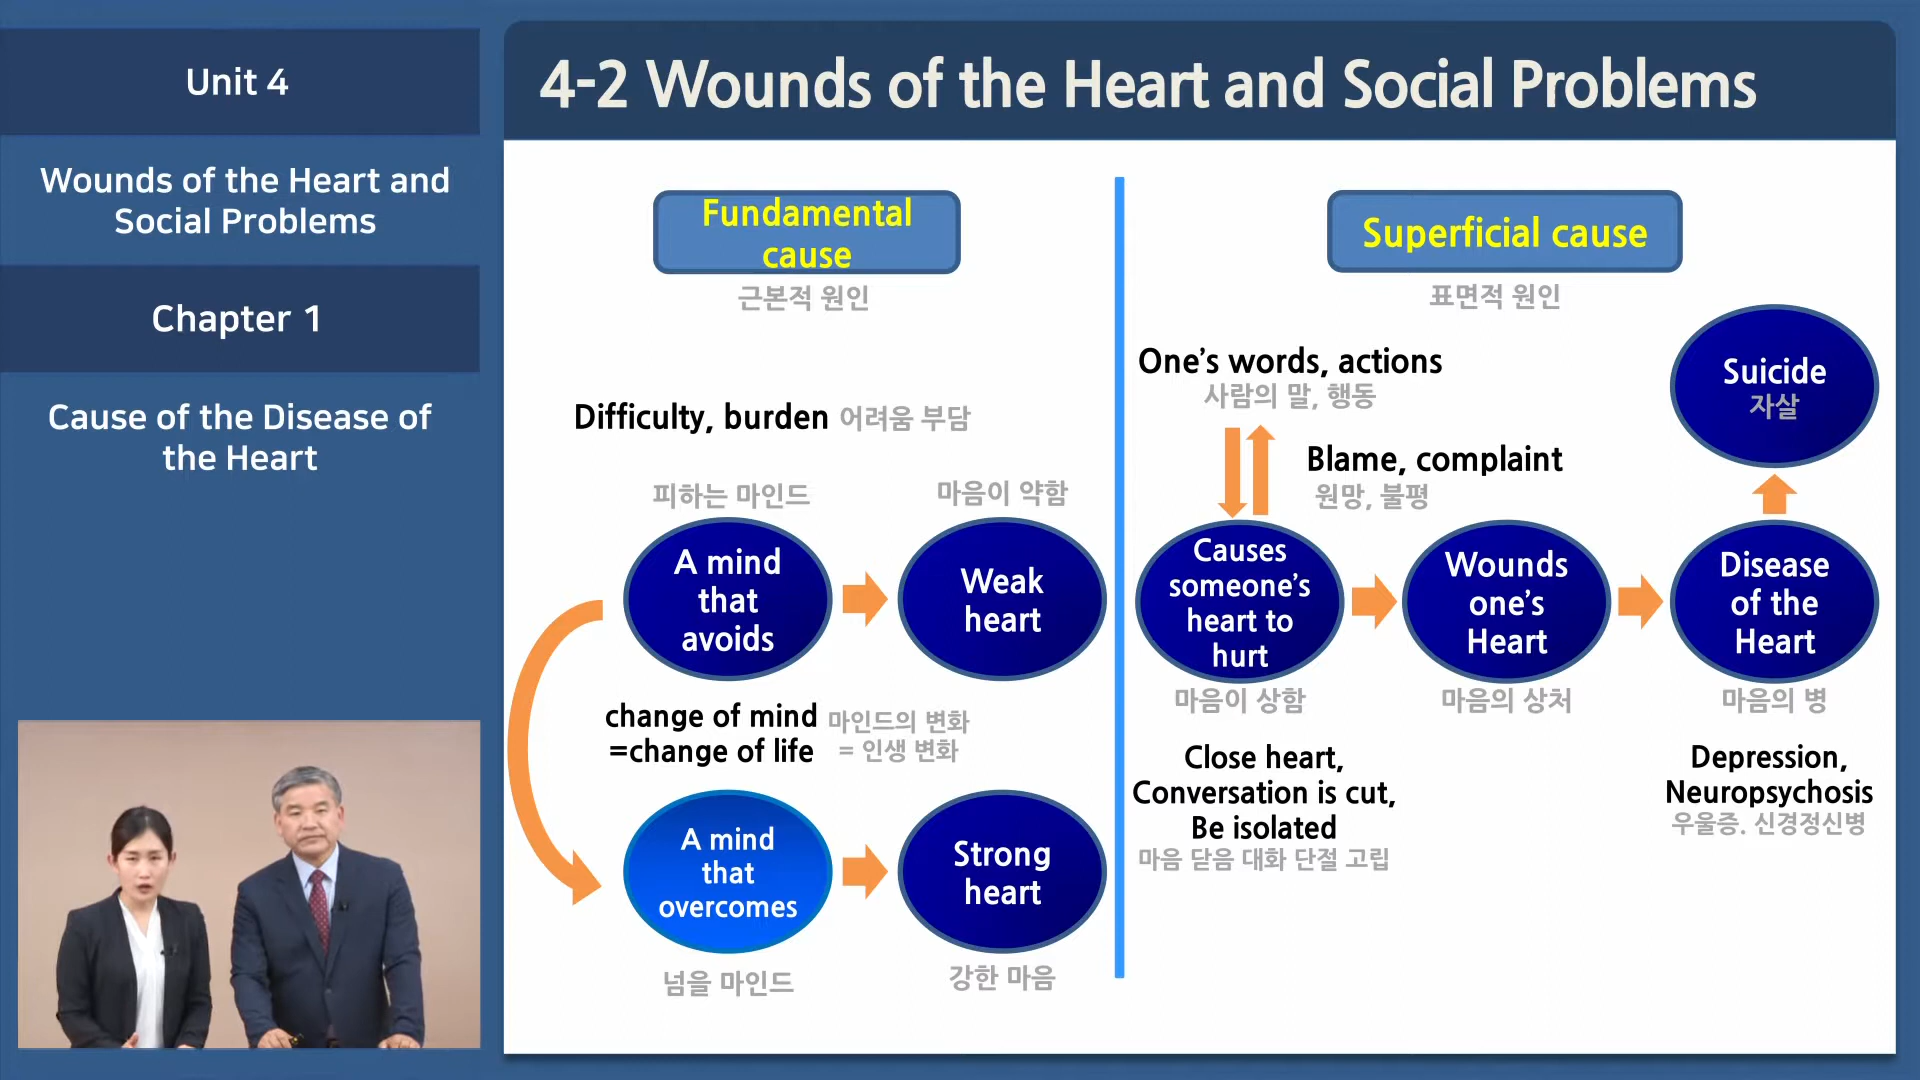 Unit 4
Wounds of the Heart and
Social Problems
Chapter 1
Cause of the Disease of
the Heart
4-2 Wounds of the Heart and Social Problems
Fundamental
cause
근본적 원인
Difficulty, burden 어려움 부담
피하는 마인드
마음이 약함
A mind
that
avoids
Weak
heart
change of mind 마인드의 변화
=change of life = 인생 변화
A mind
that
overcomes
Strong
heart
넘을 마인드
강한 마음
Superficial cause
표면적 원인
One's words, actions
사람의 말, 행동
Blame, complaint
원망, 불평
Suicide
자살
Causes
someone's
heart to
hurt
마음이 상함
Wounds
one's
Heart
마음의 상처
Disease
of the
Heart
마음의 병
Close heart,
Conversation is cut,
Be isolated
마음 닫음 대화 단절 고립
Depression,
Neuropsychosis
우울증. 신경정신병